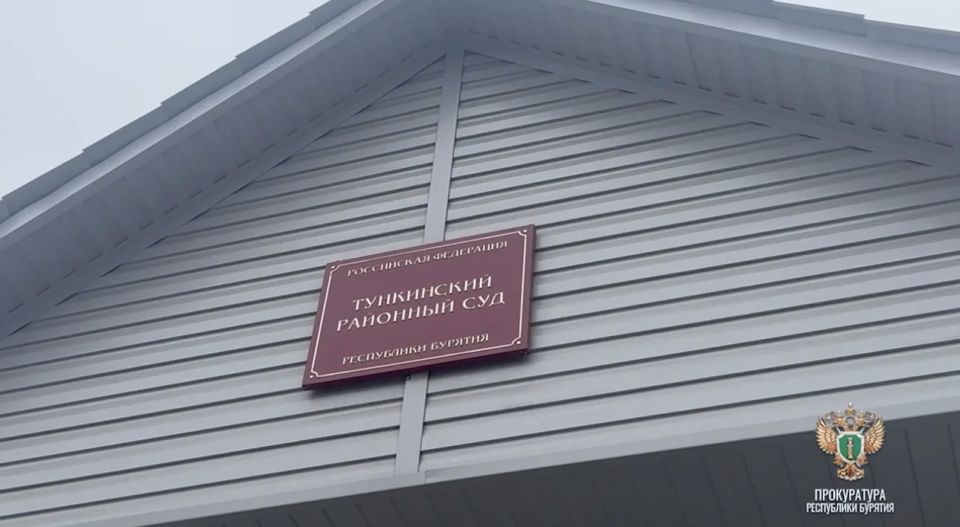 РОССИЙСКАЯ ФЕДЕРАЦИЯ
ТУНКИНСКИЙ
РАЙОННЫЙ СУД
РЕСПУБЛИКИ БУРЯТИЯ
ПРОКУРАТУРА
РЕСПУБЛИКИ БУРЯТИЯ